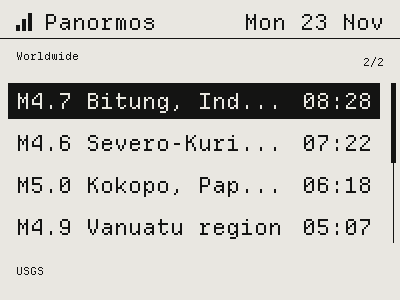 Panormos Mon 23 Nov
Worldwide
2/2
M4.7 Bitung, Ind... 08:28
M4.6 Severo-Kuri... 07:22
M5.0 Kokopo, Pap... 06:18
M4.9 Vanuatu region 05:07
USGS